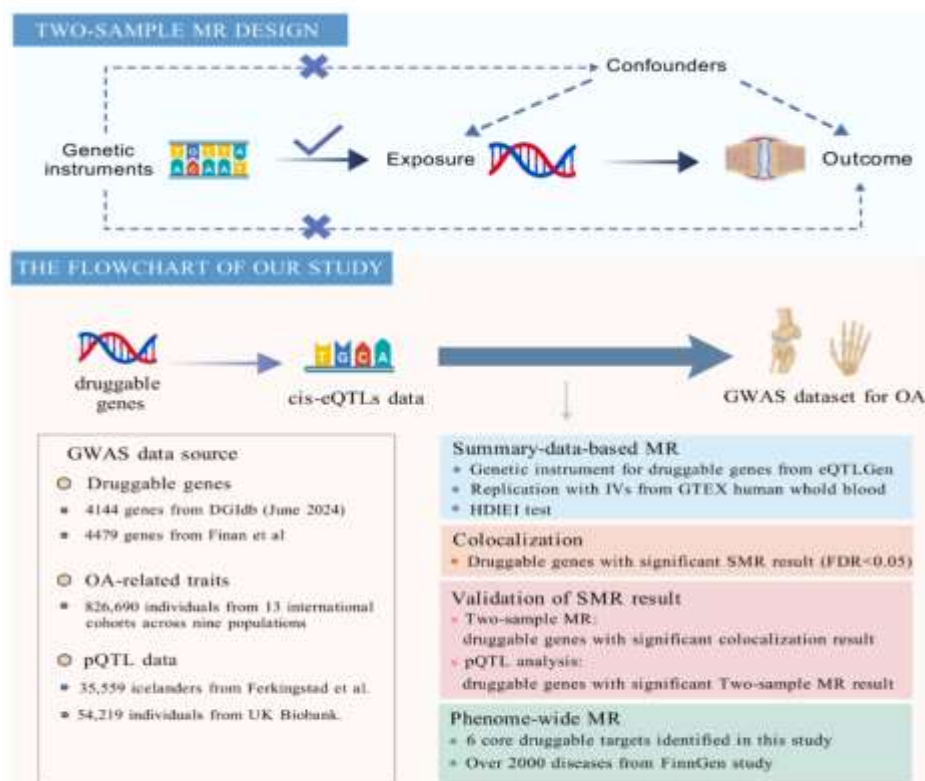 TWO-SAMPLE MR DESIGN
Confounders
Genetic
instruments
T G T T A
A C A A T
Exposure
Outcome
THE FLOWCHART OF OUR STUDY
druggable
genes
T G C A
cis-eQTLs data
GWAS dataset for OA
GWAS data source
Druggable genes
4144 genes from DGIdb (June 2024)
4479 genes from Finan et al
OA-related traits
826,690 individuals from 13 international
cohorts across nine populations
pQTL data
35,559 icelanders from Ferkingstad et al.
54,219 individuals from UK Biobank.
Summary-data-based MR
Genetic instrument for druggable genes from eQTLGen
Replication with IVs from GTEX human whold blood
HDIEI test
Colocalization
Druggable genes with significant SMR result (FDR<0.05)
Validation of SMR result
Two-sample MR:
druggable genes with significant colocalization result
pQTL analysis:
druggable genes with significant Two-sample MR result
Phenome-wide MR
6 core druggable targets identified in this study
Over 2000 diseases from FinnGen study